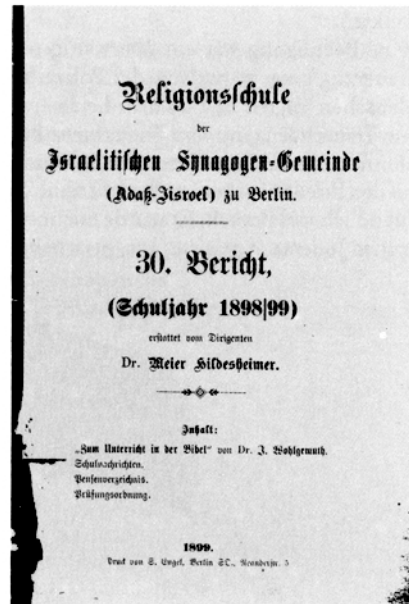 Religionsschule
der
Israelitischen Synagogen-Gemeinde
(Adaß-Jisroel) zu Berlin.
30. Bericht,
(Schuljahr 1898|99)
erstattet vom Dirigenten
Dr. Meier Hildesheimer.
Inhalt:
„Zum Unterricht in der Bibel“ von Dr. J. Wohlgemuth.
Schulnachrichten.
Pensenverzeichnis.
Prüfungsordnung.
1899.
Druck von S. Engel, Berlin SO., Neanderstr. 5